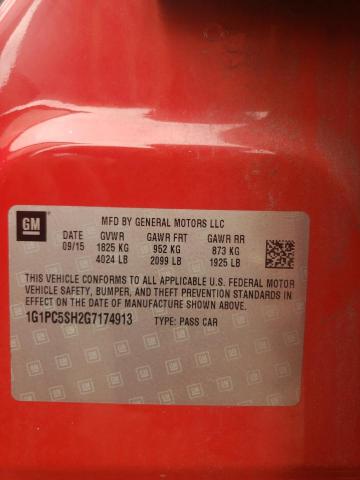 GM
MFD BY GENERAL MOTORS LLC
09/15 GVWR GAWR FRT GAWR RR
1825 KG 952 KG 873 KG
4024 LB 2099 LB 1925 LB
THIS VEHICLE CONFORMS TO ALL APPLICABLE U.S. FEDERAL MOTOR
VEHICLE SAFETY, BUMPER, AND THEFT PREVENTION STANDARDS IN
EFFECT ON THE DATE OF MANUFACTURE SHOWN ABOVE.
1G1PC5SH2G7174913 TYPE: PASS CAR